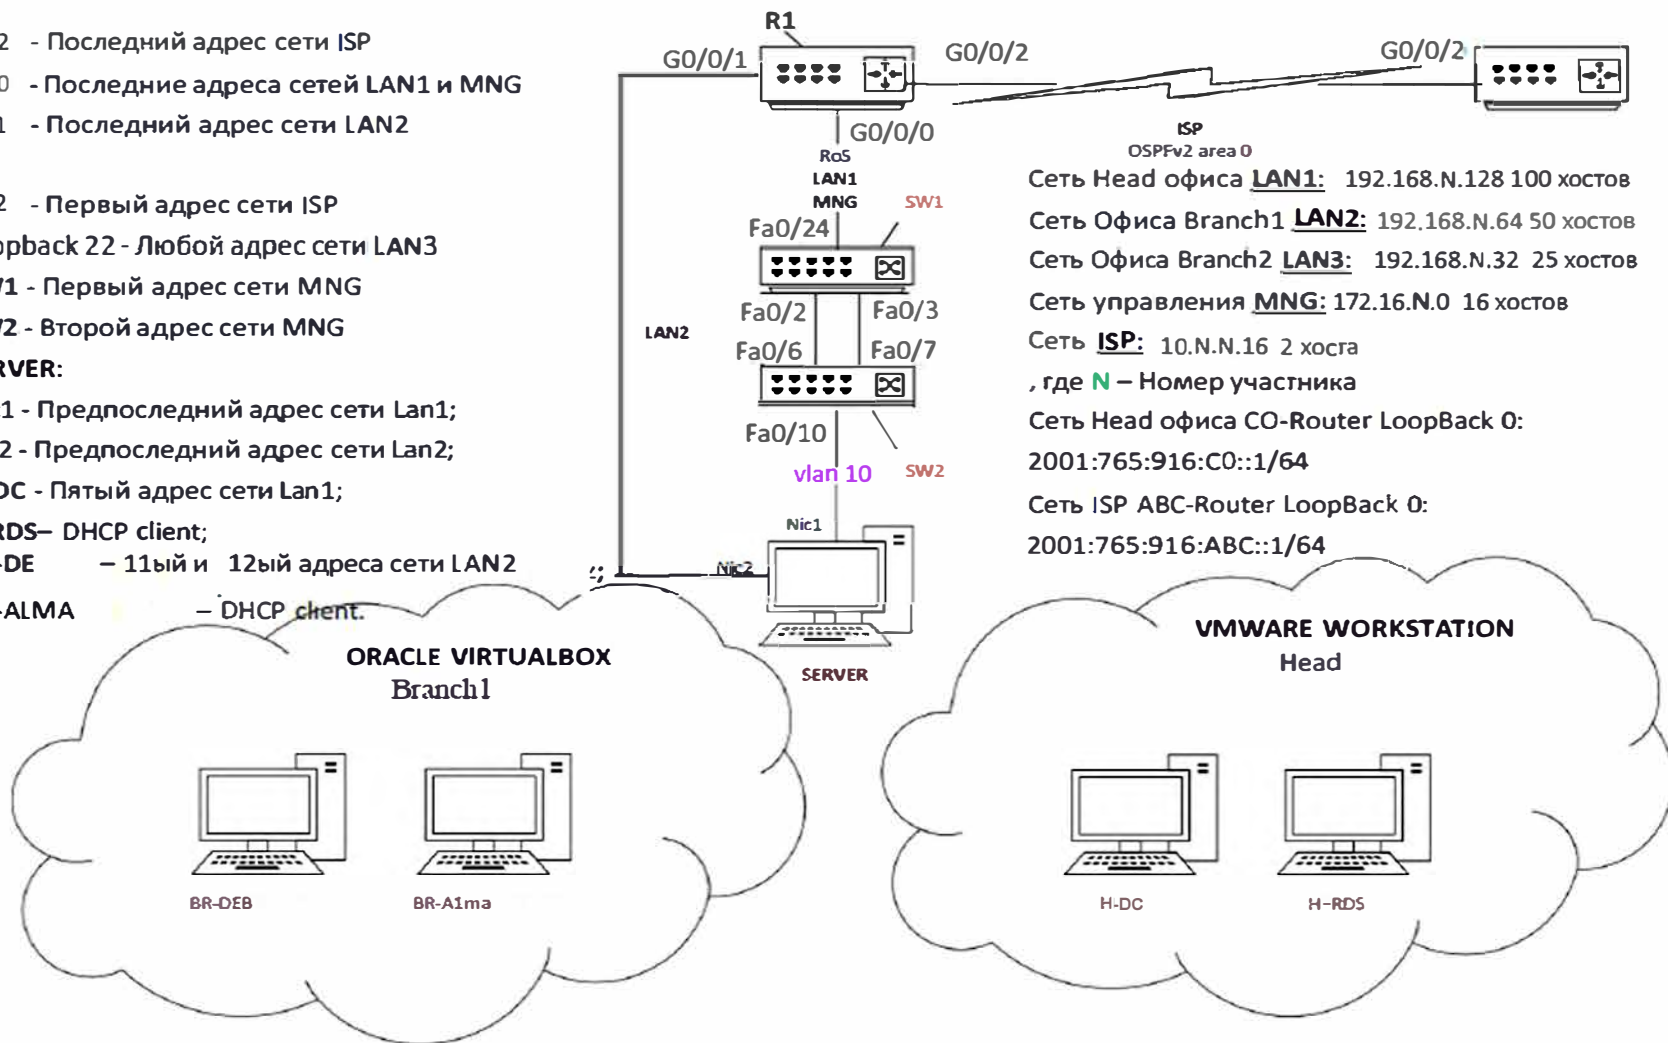 2 - Последний адрес сети ISP
0 - Последние адреса сетей LAN1 и MNG
1 - Последний адрес сети LAN2
2 - Первый адрес сети ISP
opback 22 - Любой адрес сети LAN3
V1 - Первый адрес сети MNG
V2 - Второй адрес сети MNG
RVER:
c1 - Предпоследний адрес сети Lan1;
2 - Предпоследний адрес сети Lan2;
DC - Пятый адрес сети Lan1;
RDS– DHCP client;
-DE – 11ый и 12ый адреса сети LAN2
-ALMA – DHCP client.
R1
G0/0/1
G0/0/2
G0/0/2
G0/0/0
RoS
LAN1
MNG
SW1
Fa0/24
Fa0/2
Fa0/3
LAN2
Fa0/6
Fa0/7
Fa0/10
vlan 10
SW2
Nic1
Nic2
SERVER
ISP
OSPFv2 area 0
Сеть Head офиса LAN1: 192.168.N.128 100 хостов
Сеть Офиса Branch1 LAN2: 192.168.N.64 50 хостов
Сеть Офиса Branch2 LAN3: 192.168.N.32 25 хостов
Сеть управления MNG: 172.16.N.0 16 хостов
Сеть ISP: 10.N.N.16 2 хоста
, где N – Номер участника
Сеть Head офиса CO-Router LoopBack 0:
2001:765:916:C0::1/64
Сеть ISP ABC-Router LoopBack 0:
2001:765:916:ABC::1/64
ORACLE VIRTUALBOX
Branch1
BR-DEB
BR-A1ma
VMWARE WORKSTATION
Head
H-DC
H-RDS